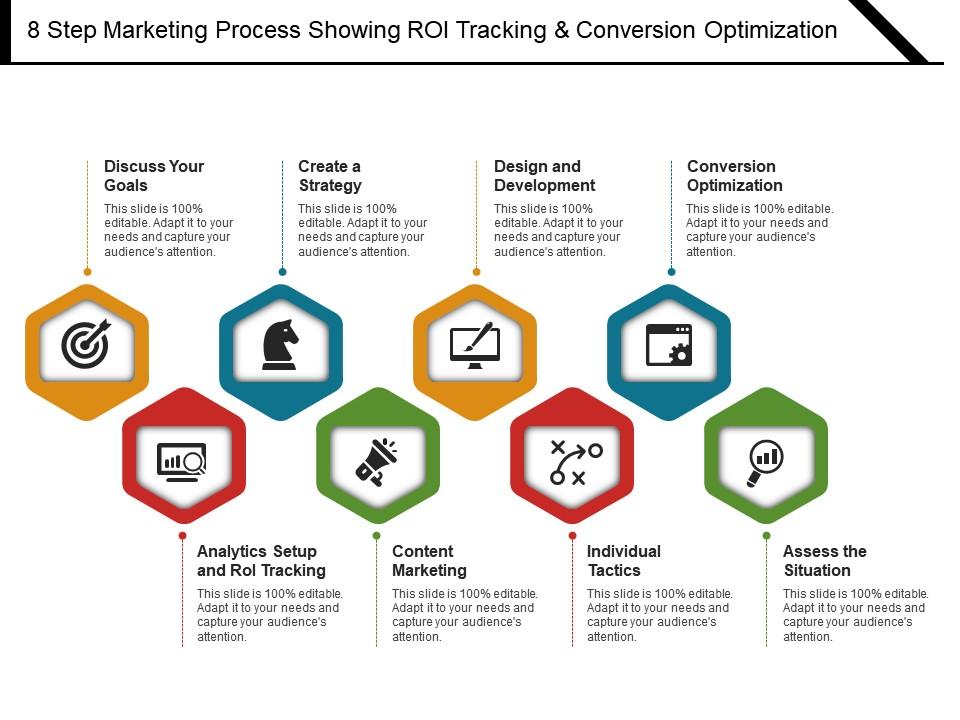 8 Step Marketing Process Showing ROI Tracking & Conversion Optimization
Discuss Your
Goals
This slide is 100%
editable. Adapt it to your
needs and capture your
audience's attention.
Create a
Strategy
This slide is 100%
editable. Adapt it to your
needs and capture your
audience's attention.
Design and
Development
This slide is 100%
editable. Adapt it to your
needs and capture your
audience's attention.
Conversion
Optimization
This slide is 100% editable.
Adapt it to your needs and
capture your audience's
attention.
Analytics Setup
and RoI Tracking
This slide is 100% editable.
Adapt it to your needs and
capture your audience's
attention.
Content
Marketing
This slide is 100% editable.
Adapt it to your needs and
capture your audience's
attention.
Individual
Tactics
This slide is 100% editable.
Adapt it to your needs and
capture your audience's
attention.
Assess the
Situation
This slide is 100% editable.
Adapt it to your needs and
capture your audience's
attention.